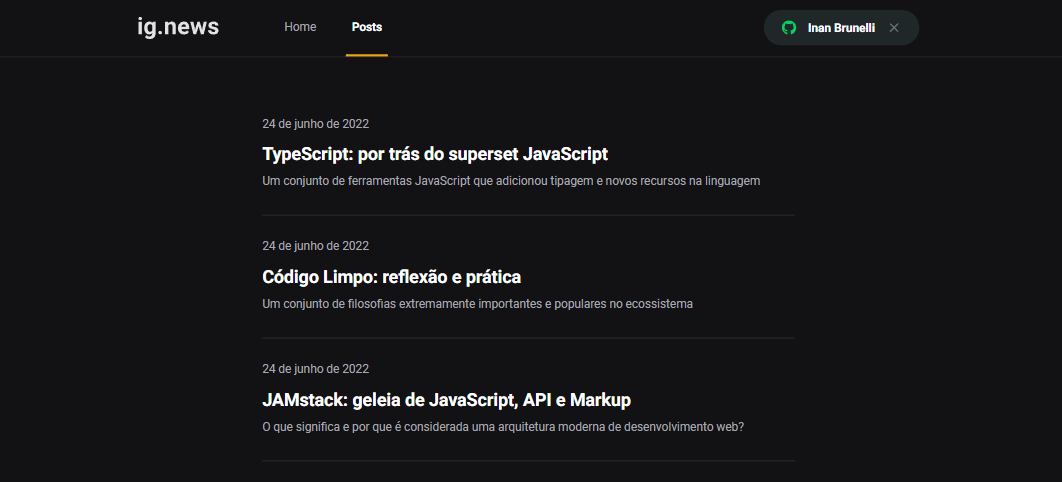 ig.news
Home
Posts
Inan Brunelli
24 de junho de 2022
TypeScript: por trás do superset JavaScript
Um conjunto de ferramentas JavaScript que adicionou tipagem e novos recursos na linguagem
24 de junho de 2022
Código Limpo: reflexão e prática
Um conjunto de filosofias extremamente importantes e populares no ecossistema
24 de junho de 2022
JAMstack: geleia de JavaScript, API e Markup
O que significa e por que é considerada uma arquitetura moderna de desenvolvimento web?